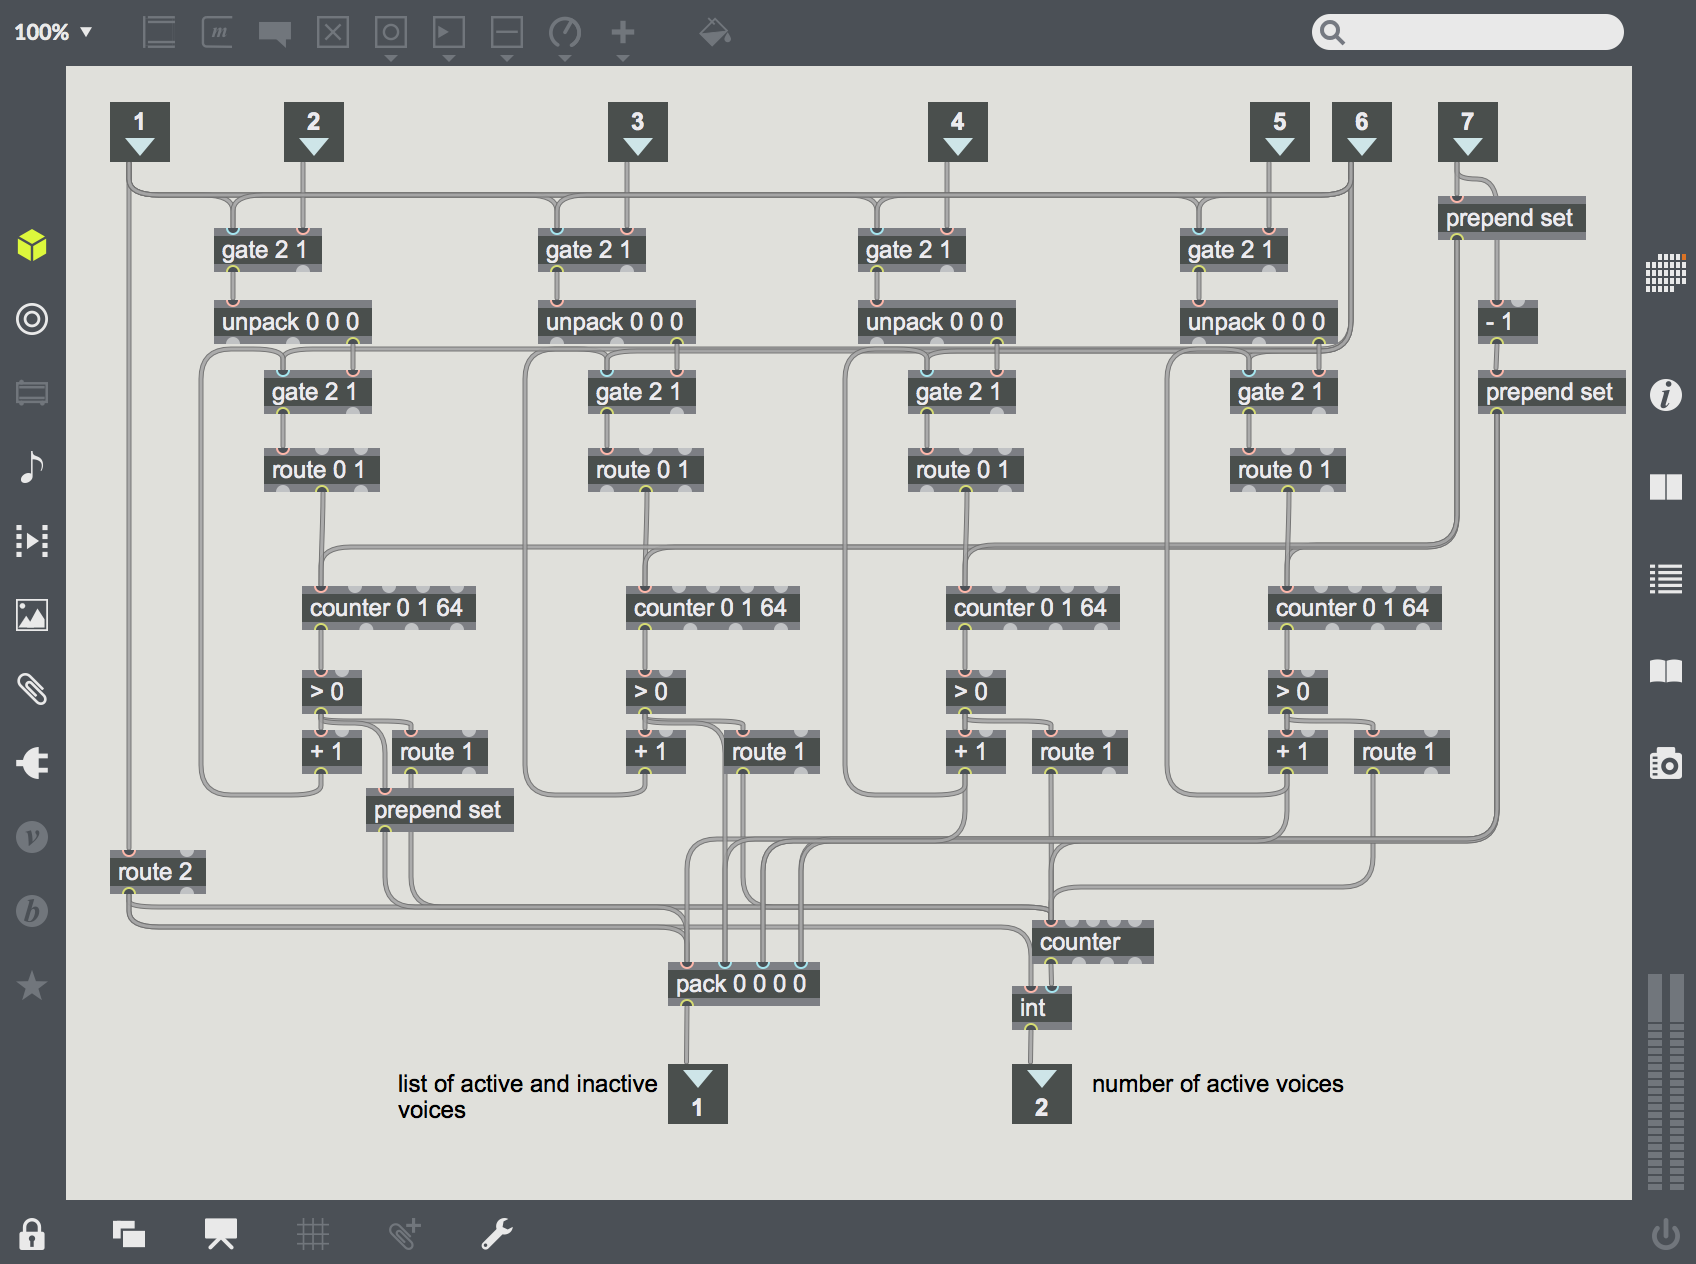 100%
m
1 2 3 4 5 6 7
prepend set
gate 2 1 gate 2 1 gate 2 1 gate 2 1
unpack 0 0 0 unpack 0 0 0 unpack 0 0 0 unpack 0 0 0 - 1
gate 2 1 gate 2 1 gate 2 1 gate 2 1 prepend set
route 0 1 route 0 1 route 0 1 route 0 1
counter 0 1 64 counter 0 1 64 counter 0 1 64 counter 0 1 64
> 0 > 0 > 0 > 0
+ 1 route 1 + 1 route 1 + 1 route 1 + 1 route 1
prepend set
v
route 2
b
counter
pack 0 0 0 0
int
list of active and inactive
voices
1
2
number of active voices